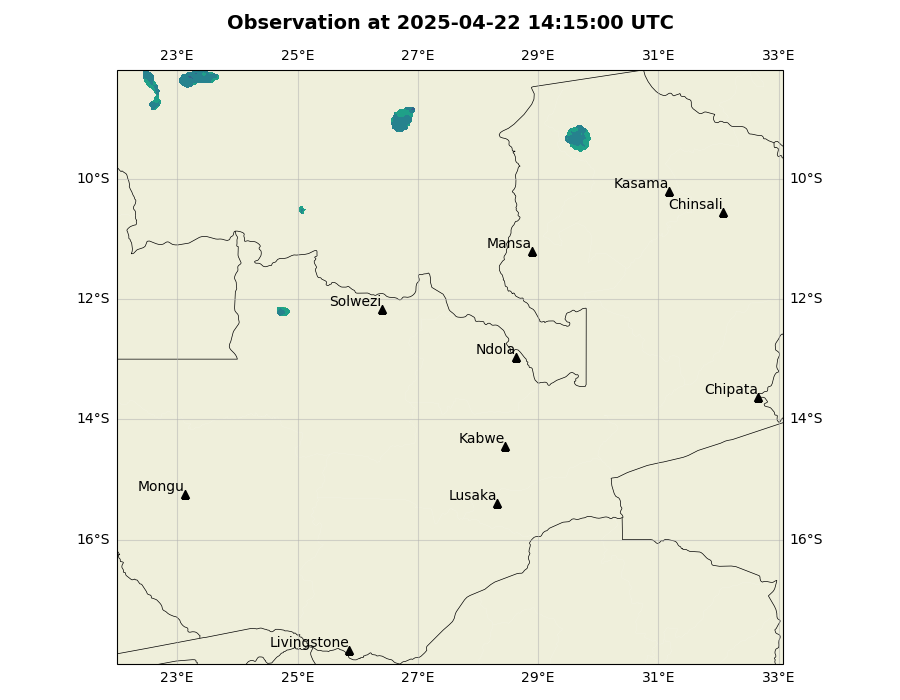 Observation at 2025-04-22 14:15:00 UTC
23°E 25°E 27°E 29°E 31°E 33°E
10°S 10°S
Kasama
Chinsali
Mansa
12°S 12°S
Solwezi
Ndola
Chipata
14°S 14°S
Kabwe
Mongu
Lusaka
16°S 16°S
Livingstone
23°E 25°E 27°E 29°E 31°E 33°E